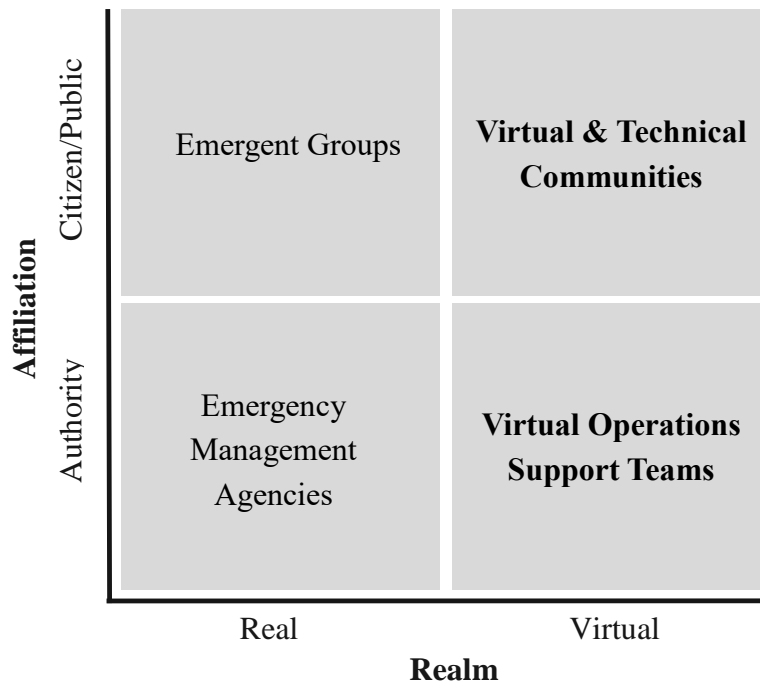 Affiliation
Citizen/Public
Authority
Emergent Groups
Virtual & Technical
Communities
Emergency
Management
Agencies
Virtual Operations
Support Teams
Real
Virtual
Realm